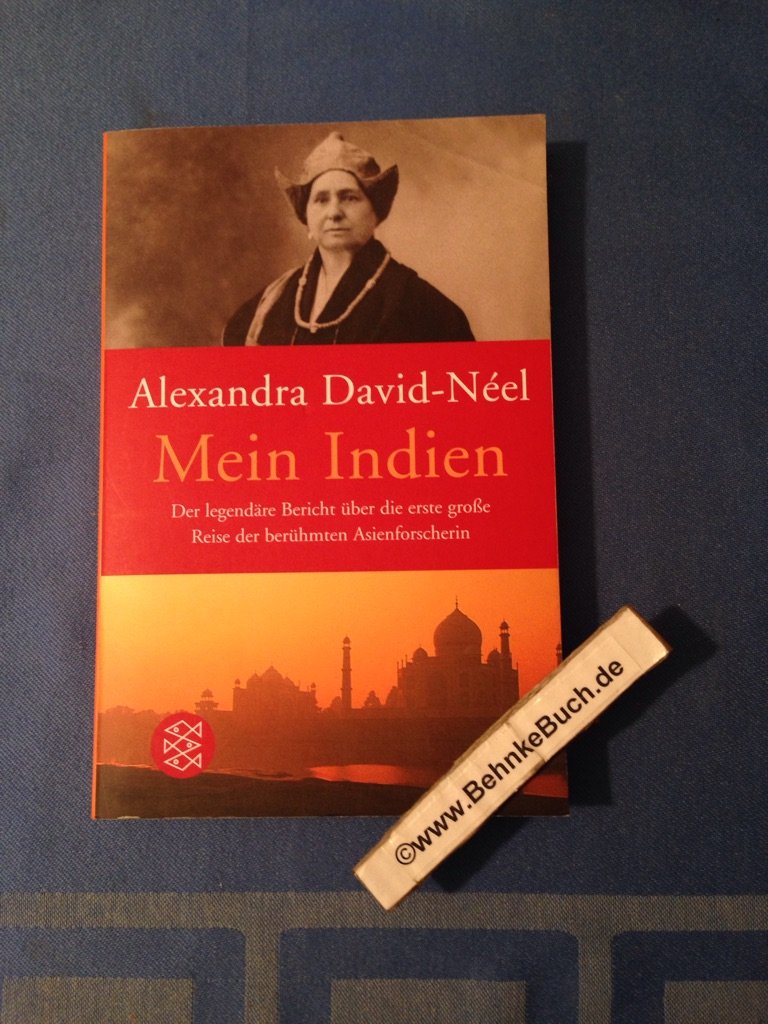 Alexandra David-Néel
Mein Indien
Der legendäre Bericht über die erste große
Reise der berühmten Asienforscherin
©www.BehnkeBuch.de